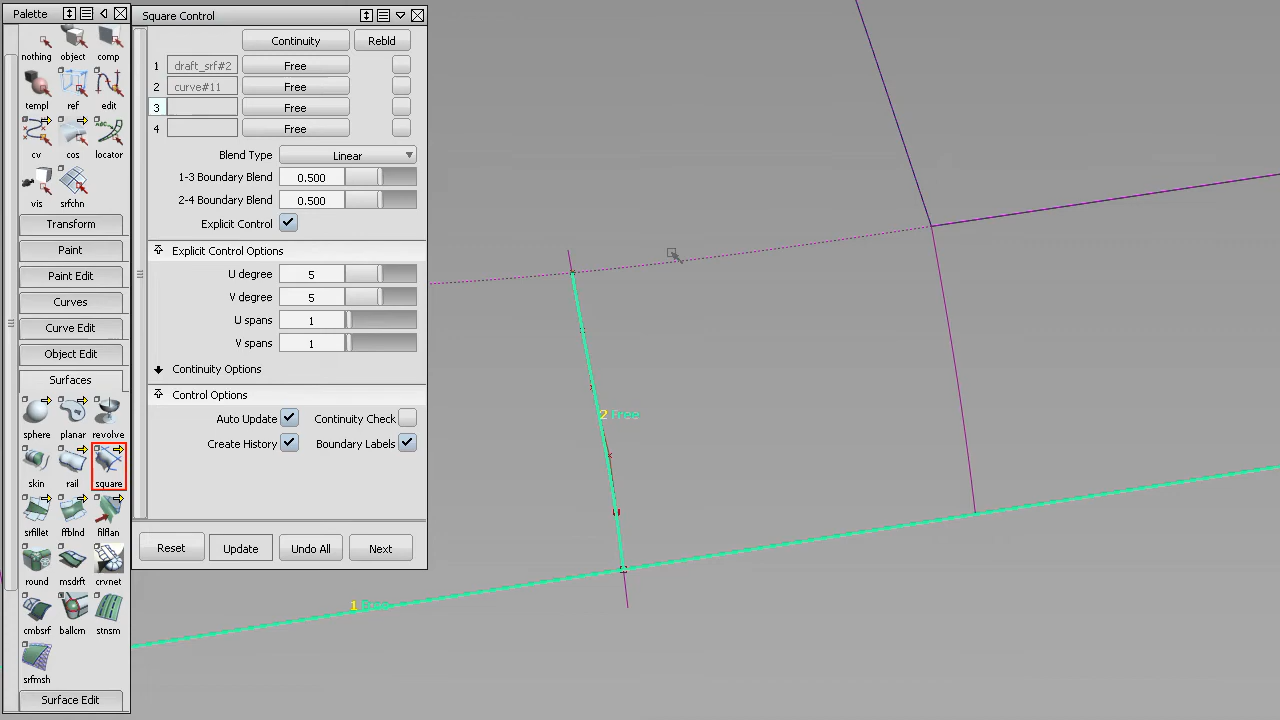 Palette
nothing object comp
templ ref edit
cv cos locator
vis srfchn
Transform
Paint
Paint Edit
Curves
Curve Edit
Object Edit
Surfaces
sphere planar revolve
skin rail square
srfillet ffblnd filflan
round msdrft crvnet
cmbsrf ballcrn stnsrn
srfmsh
Surface Edit
Square Control
Continuity Rebld
1 draft_srf#2 Free
2 curve#11 Free
3 Free
4 Free
Blend Type Linear
1-3 Boundary Blend 0.500
2-4 Boundary Blend 0.500
Explicit Control
Explicit Control Options
U degree 5
V degree 5
U spans 1
V spans 1
Continuity Options
Control Options
Auto Update Continuity Check
Create History Boundary Labels
Reset Update Undo All Next
2 Free
1 Free